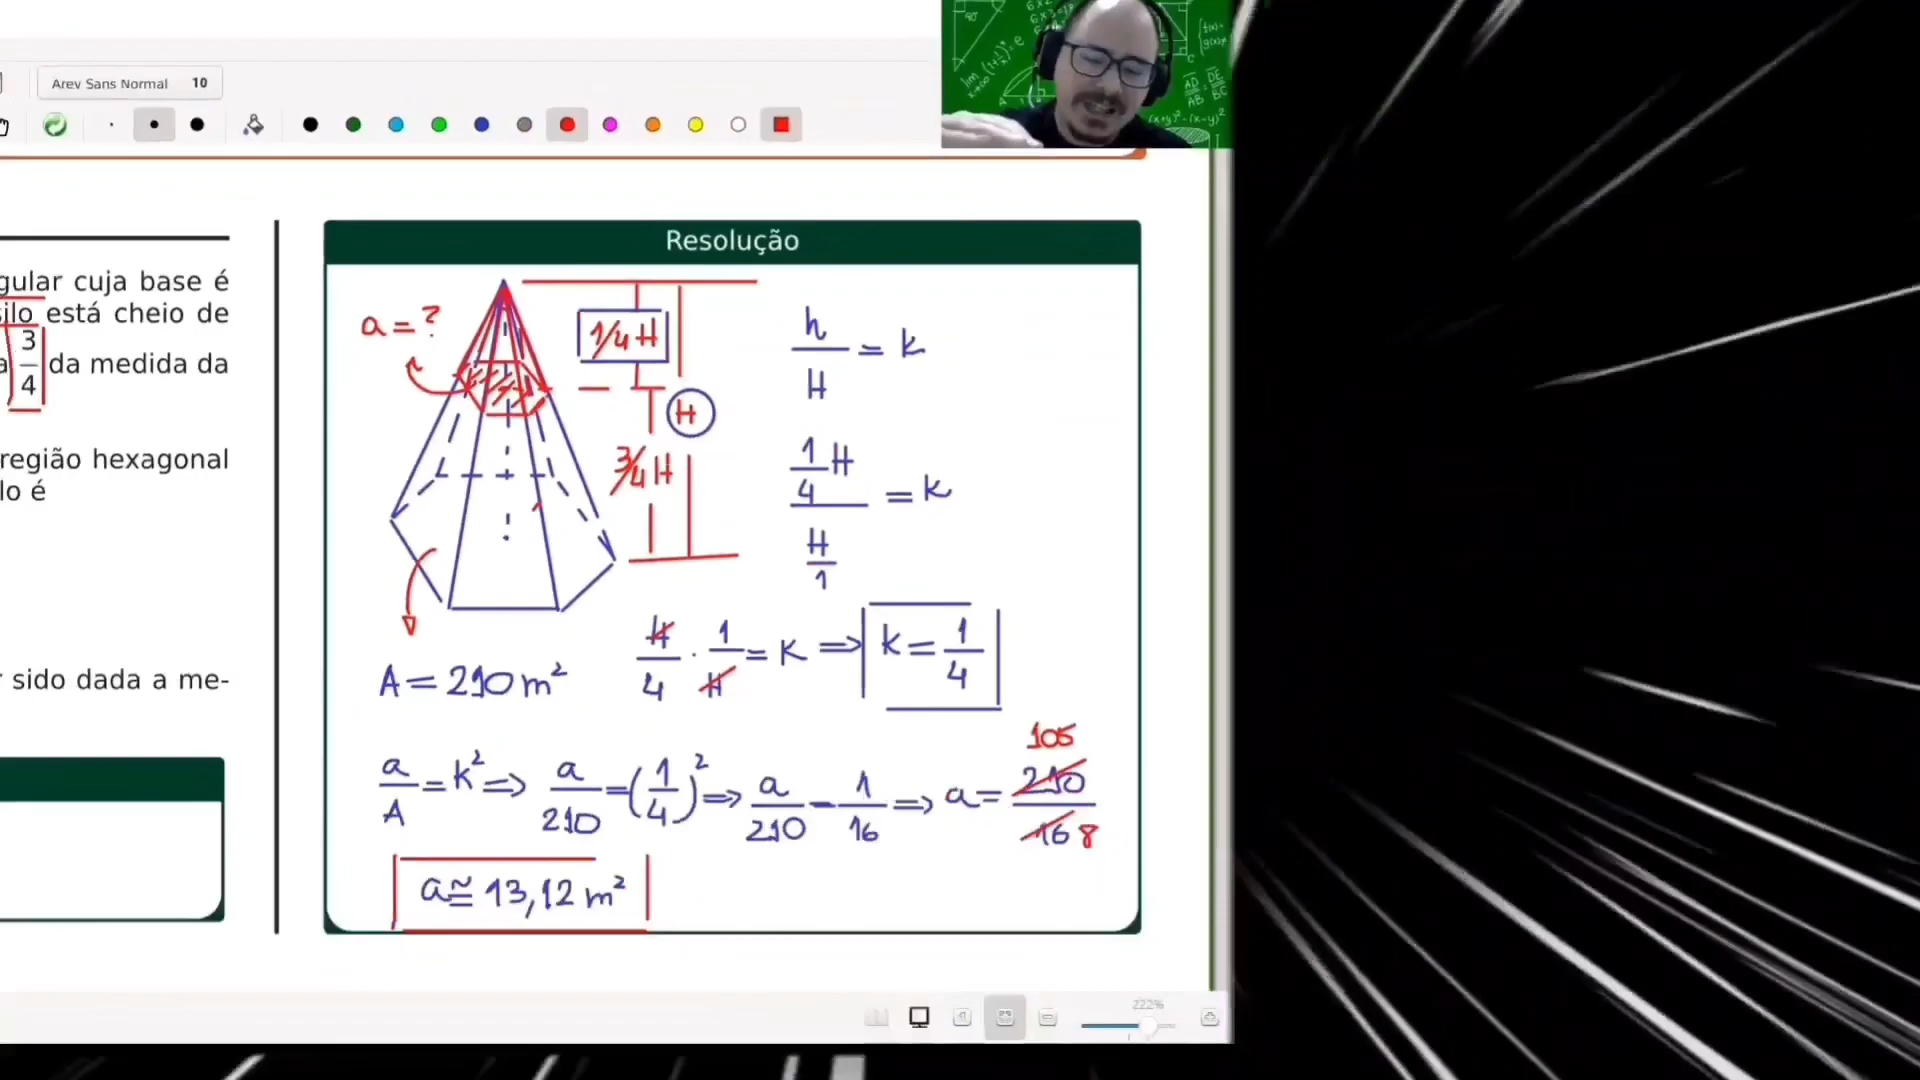 Arev Sans Normal 10
gular cuja base é
silo está cheio de
a 3/4 da medida da
região hexagonal
lo é
r sido dada a me-
Resolução
a = ?
1/4 H
H
3/4 H
h/H = k
(1/4 H)/(H/1) = k
H/4 · 1/H = K ⇒ k = 1/4
A = 210 m²
a/A = k² ⇒ a/210 = (1/4)² ⇒ a/210 = 1/16 ⇒ a = 210/16
105
8
a ≅ 13,12 m²
222%